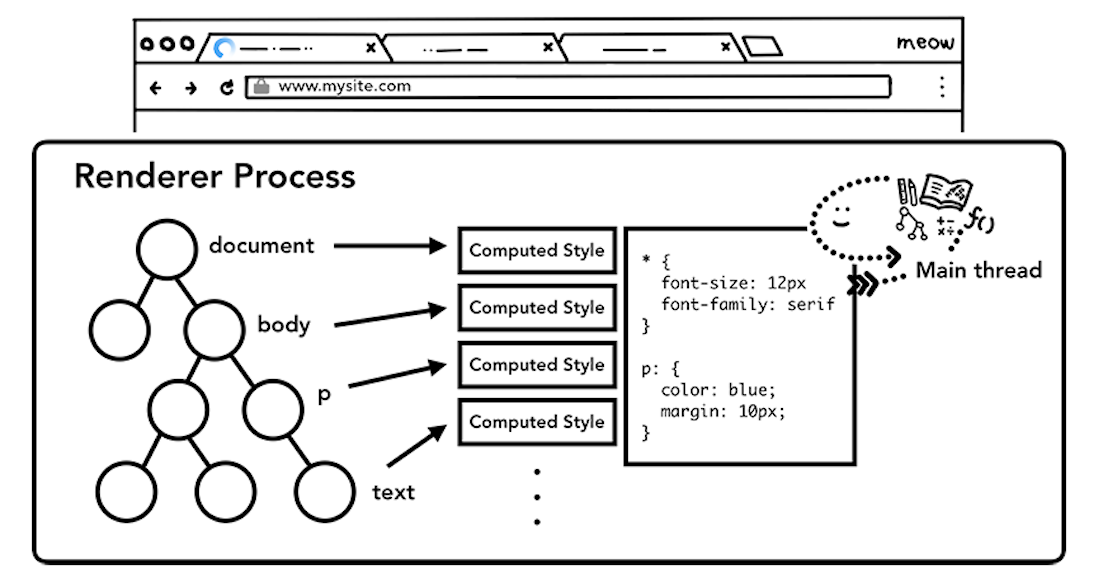 meow
www.mysite.com
Renderer Process
document
body
p
text
Computed Style
Computed Style
Computed Style
Computed Style
* {
font-size: 12px
font-family: serif
}
p: {
color: blue;
margin: 10px;
}
+-
×÷
f()
Main thread